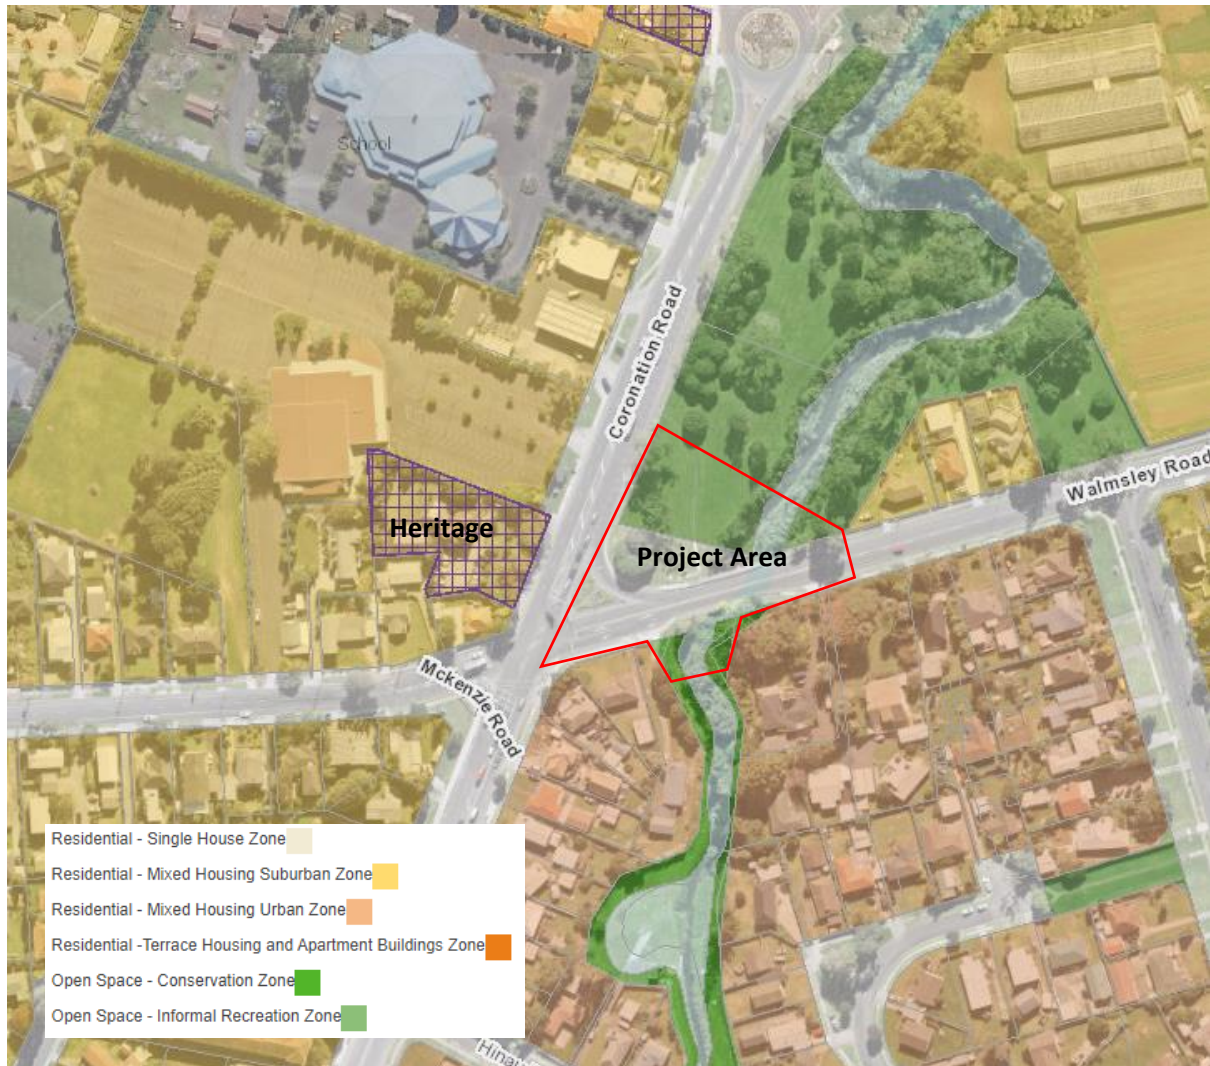 School
Coronation Road
Walmsley Road
Heritage
Project Area
Mckenzie Road
Residential - Single House Zone
Residential - Mixed Housing Suburban Zone
Residential - Mixed Housing Urban Zone
Residential -Terrace Housing and Apartment Buildings Zone
Open Space - Conservation Zone
Open Space - Informal Recreation Zone